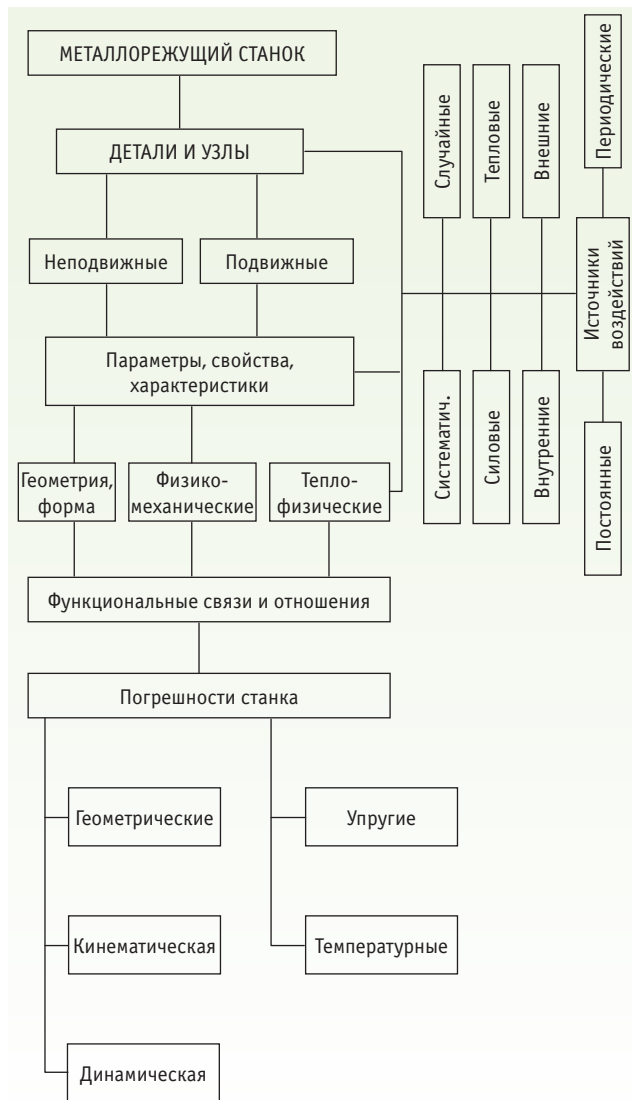 МЕТАЛЛОРЕЖУЩИЙ СТАНОК
ДЕТАЛИ И УЗЛЫ
Неподвижные
Подвижные
Параметры, свойства,
характеристики
Геометрия,
форма
Физико-
механические
Тепло-
физические
Функциональные связи и отношения
Погрешности станка
Геометрические
Упругие
Кинематическая
Температурные
Динамическая
Случайные
Тепловые
Внешние
Периодические
Источники
воздействий
Систематич.
Силовые
Внутренние
Постоянные